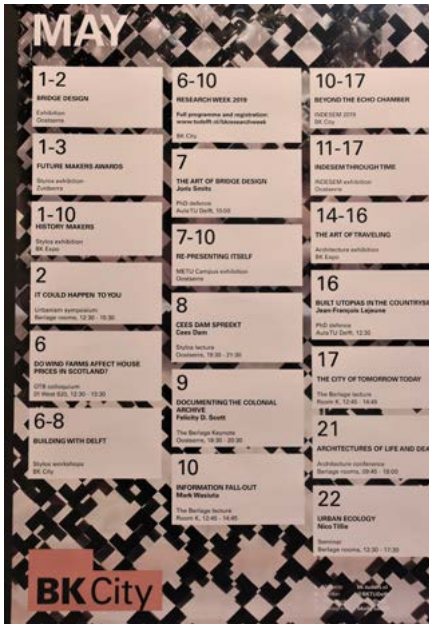 MAY
1-2
BRIDGE DESIGN
Exhibition
Oostserre
1-3
FUTURE MAKERS AWARDS
Stylos exhibition
Zuidserre
1-10
HISTORY MAKERS
Stylos exhibition
BK Expo
2
IT COULD HAPPEN TO YOU
Urbanism symposium
Berlage rooms, 12:30 -
6
DO WIND FARMS AFFECT HOUSE
PRICES IN SCOTLAND?
OTB colloquium
01 West 620, 12:30 - 13:30
6-8
BUILDING WITH DELFT
Stylos workshops
BK City
6-10
RESEARCH WEEK 2019
Full programme and registration:
www.tudelft.nl/bkresearchweek
BK City
7
THE ART OF BRIDGE DESIGN
Joris Smits
PhD defence
Aula TU Delft, 10:00
7-10
RE-PRESENTING ITSELF
METU Campus exhibition
Oostserre
8
CEES DAM SPREEKT
Cees Dam
Stylos lecture
Oostserre, 19:30 - 21:30
9
DOCUMENTING THE COLONIAL
ARCHIVE
Felicity D. Scott
The Berlage Keynote
Oostserre, 18:30 - 20:30
10
INFORMATION FALL-OUT
Mark Wasiuta
The Berlage lecture
Room K, 12:45 - 14:45
10-17
BEYOND THE ECHO CHAMBER
INDESEM 2019
BK City
11-17
INDESEM THROUGH TIME
INDESEM exhibition
Oostserre
14-16
THE ART OF TRAVELING
Architecture exhibition
BK Expo
16
BUILT UTOPIAS IN THE COUNTRYSI
Jean-François Lejeune
PhD defence
Aula TU Delft, 12:30
17
THE CITY OF TOMORROW TODAY
The Berlage lecture
Room K, 12:45 - 14:45
21
ARCHITECTURES OF LIFE AND DEA
Architecture conference
Berlage rooms, 09:45 - 18:00
22
URBAN ECOLOGY
Nico Tillie
Seminar
Berlage rooms, 13:30 - 17:30
BK City